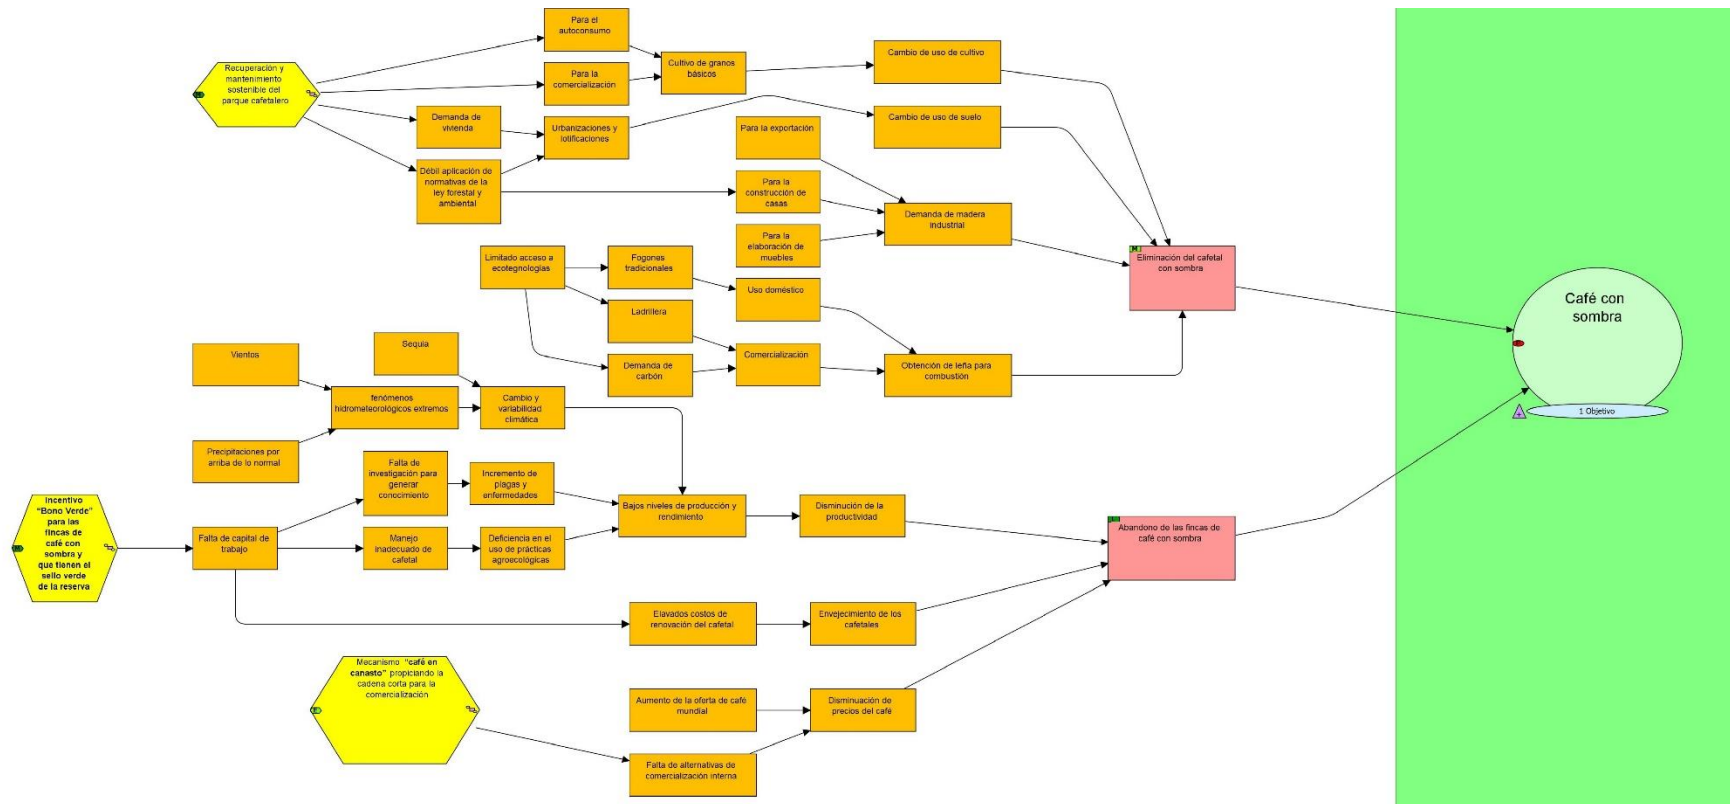 Recuperación y
mantenimiento
sostenible del
parque cafetalero
Para el
autoconsumo
Para la
comercialización
Cultivo de granos
básicos
Cambio de uso de cultivo
Demanda de
vivienda
Urbanizaciones y
lotificaciones
Cambio de uso de suelo
Débil aplicación de
normativas de la
ley forestal y
ambiental
Para la exportación
Para la
construcción de
casas
Para la
elaboración de
muebles
Demanda de madera
industrial
Limitado acceso a
ecotegnologías
Fogones
tradicionales
Uso doméstico
Ladrillera
Demanda de
carbón
Comercialización
Obtención de leña para
combustión
M
Eliminación del cafetal
con sombra
Café con
sombra
1 Objetivo
Vientos
Sequia
fenómenos
hidrometeorológicos extremos
Cambio y
variabilidad
climática
Precipitaciones por
arriba de lo normal
Incentivo
“Bono Verde”
para las
fincas de
café con
sombra y
que tienen el
sello verde
de la reserva
Falta de capital de
trabajo
Falta de
investigación para
generar
conocimiento
Incremento de
plagas y
enfermedades
Manejo
inadecuado de
cafetal
Deficiencia en el
uso de prácticas
agroecológicas
Bajos niveles de producción y
rendimiento
Disminución de la
productividad
Abandono de las fincas de
café con sombra
Elavados costos de
renovación del cafetal
Envejecimiento de los
cafetales
Mecanismo “café en
canasto” propiciando la
cadena corta para la
comercialización
Aumento de la oferta de café
mundial
Disminuación de
precios del café
Falta de alternativas de
comercialización interna